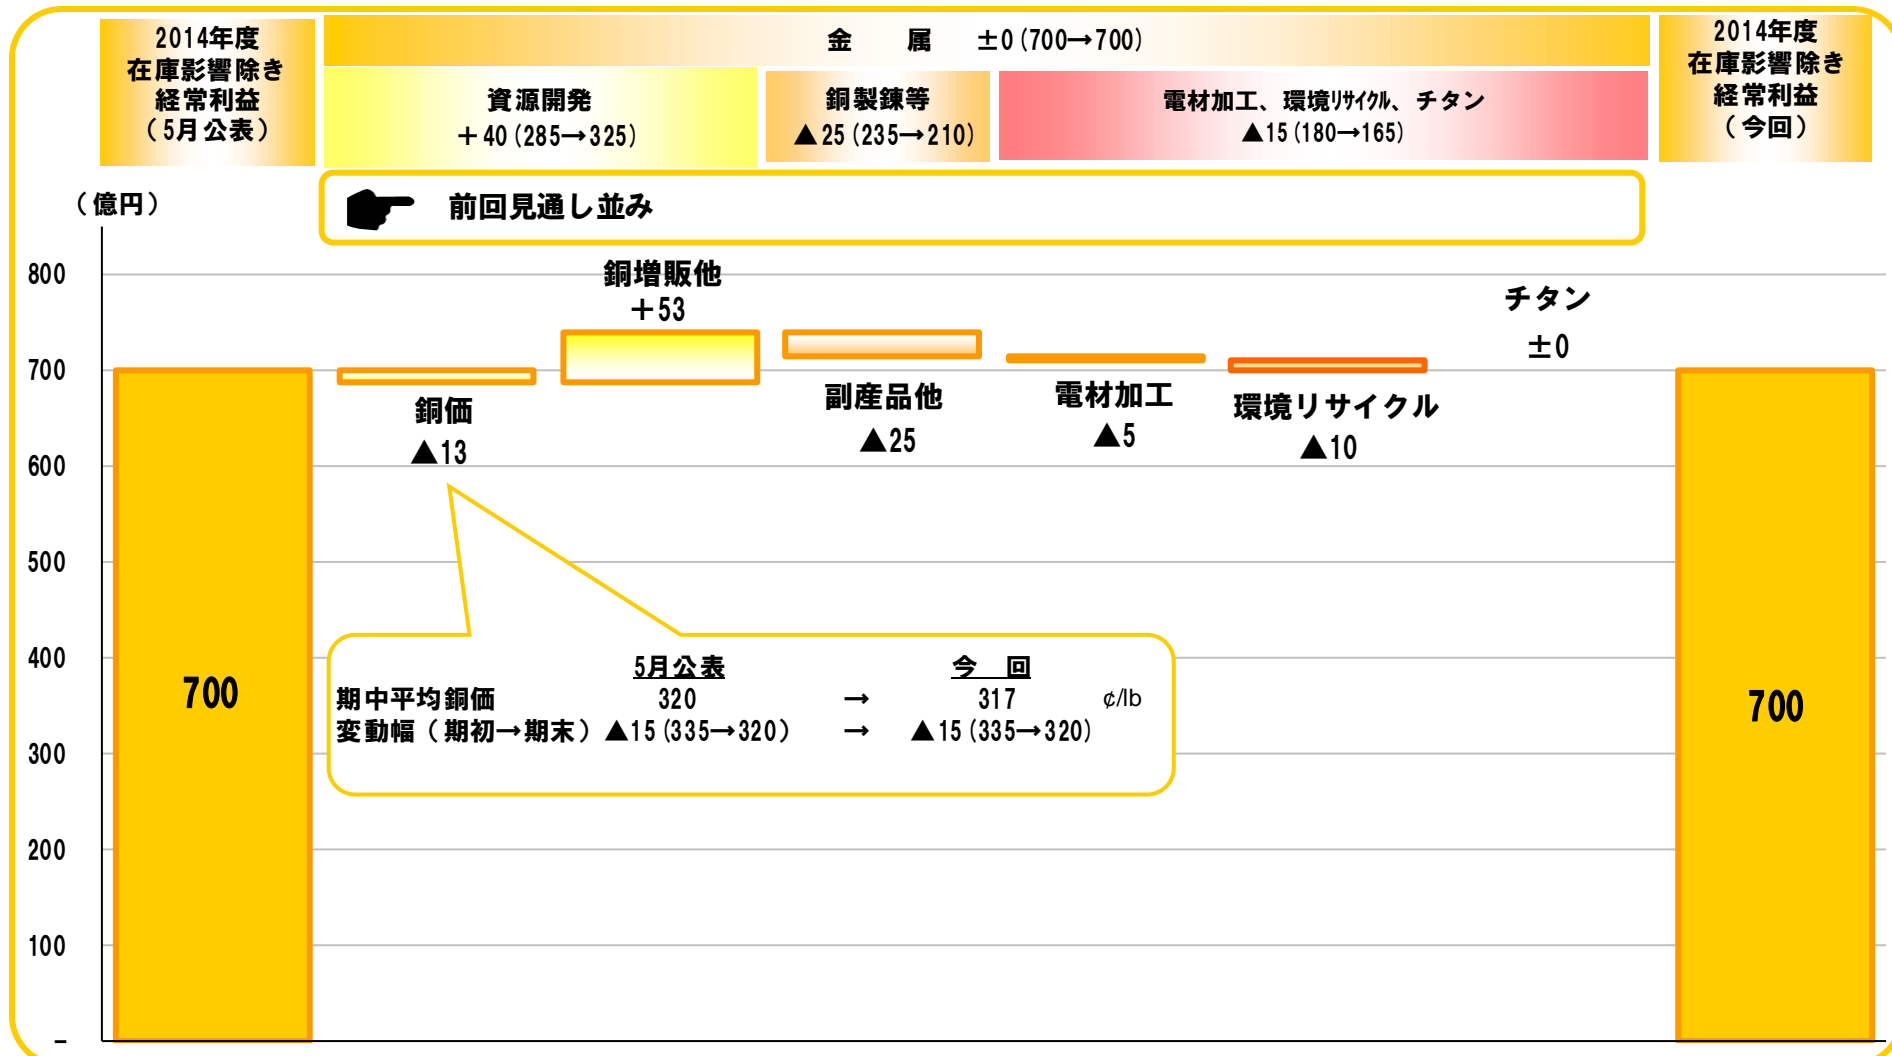 2014年度
在庫影響除き
経常利益
（5月公表）
金　　属　　±0(700→700)
資源開発
＋40(285→325)
銅製錬等
▲25(235→210)
電材加工、環境ﾘｻｲｸﾙ、チタン
▲15(180→165)
2014年度
在庫影響除き
経常利益
（今回）
（億円）
前回見通し並み
800
700
600
500
400
300
200
100
－
700
銅価
▲13
銅増販他
＋53
副産品他
▲25
電材加工
▲5
環境リサイクル
▲10
チタン
±0
5月公表　今　回
期中平均銅価　320　→　317　¢/lb
変動幅（期初→期末）▲15(335→320）　→　▲15(335→320)
700